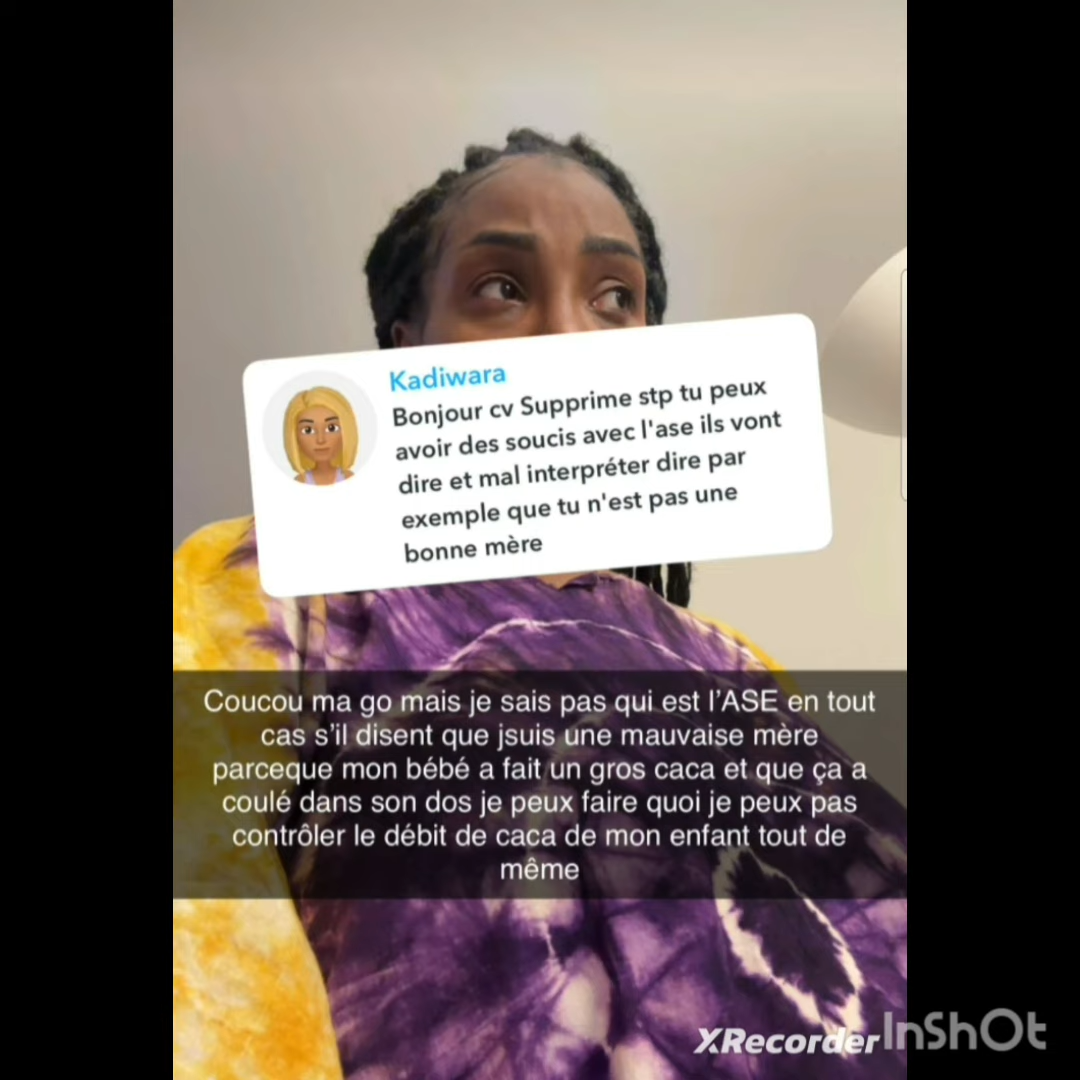 Kadiwara
Bonjour cv Supprime stp tu peux
avoir des soucis avec l'ase ils vont
dire et mal interpréter dire par
exemple que tu n'est pas une
bonne mère
Coucou ma go mais je sais pas qui est l’ASE en tout
cas s’il disent que jsuis une mauvaise mère
parceque mon bébé a fait un gros caca et que ça a
coulé dans son dos je peux faire quoi je peux pas
contrôler le débit de caca de mon enfant tout de
même
XRecorder
InShOt